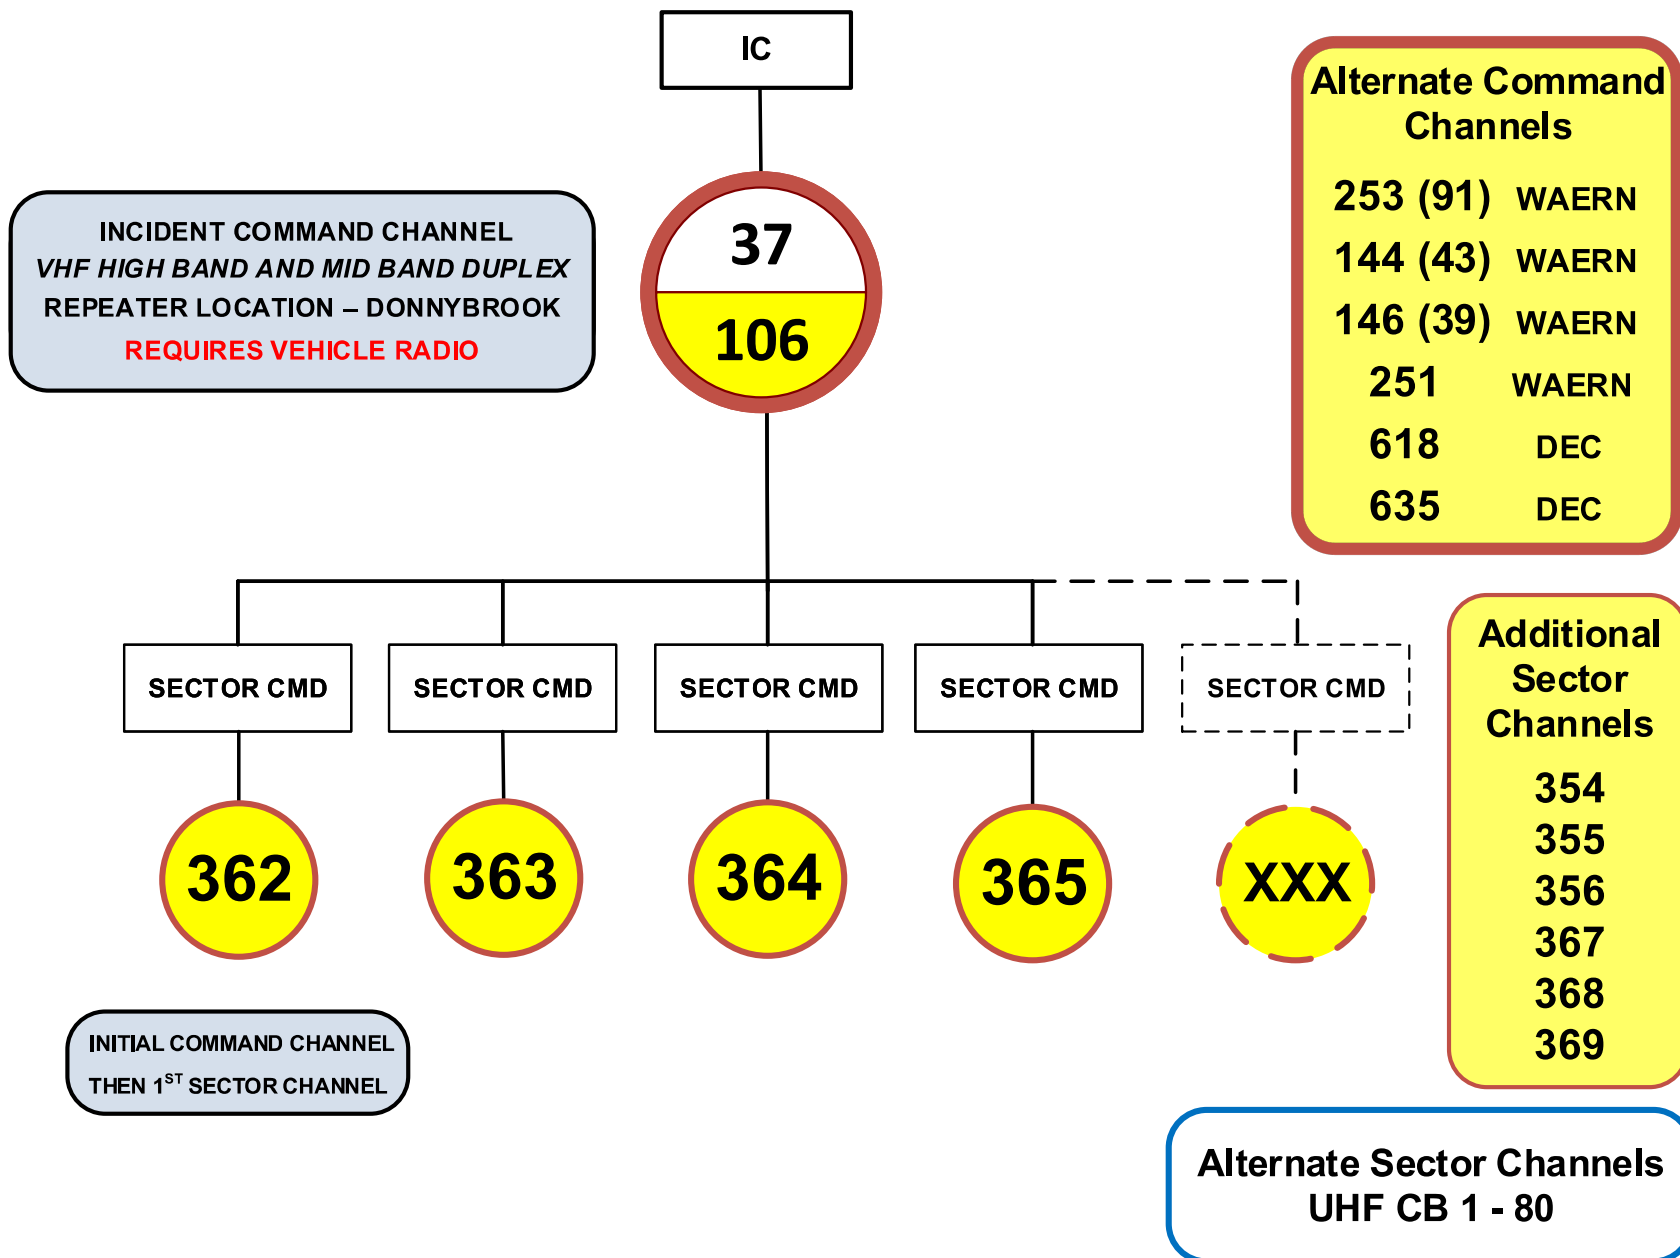 IC
Alternate Command
Channels
253 (91) WAERN
144 (43) WAERN
146 (39) WAERN
251 WAERN
618 DEC
635 DEC
INCIDENT COMMAND CHANNEL
VHF HIGH BAND AND MID BAND DUPLEX
REPEATER LOCATION – DONNYBROOK
REQUIRES VEHICLE RADIO
37
106
SECTOR CMD
SECTOR CMD
SECTOR CMD
SECTOR CMD
SECTOR CMD
362
363
364
365
XXX
Additional
Sector
Channels
354
355
356
367
368
369
INITIAL COMMAND CHANNEL
THEN 1ST SECTOR CHANNEL
Alternate Sector Channels
UHF CB 1 - 80